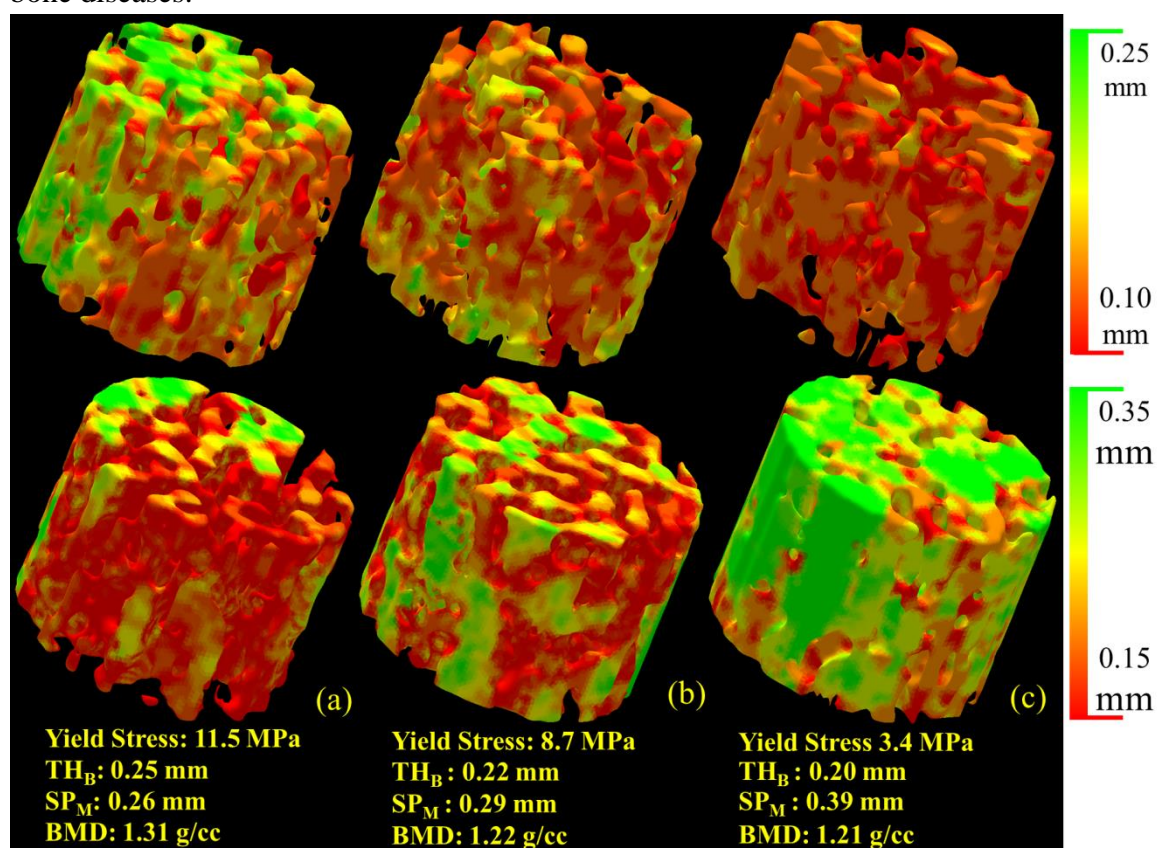 bone diseases.
0.25
mm
0.10
mm
0.35
mm
0.15
mm
(a)
(b)
(c)
Yield Stress: 11.5 MPa
TH_B: 0.25 mm
SP_M: 0.26 mm
BMD: 1.31 g/cc
Yield Stress: 8.7 MPa
TH_B: 0.22 mm
SP_M: 0.29 mm
BMD: 1.22 g/cc
Yield Stress 3.4 MPa
TH_B: 0.20 mm
SP_M: 0.39 mm
BMD: 1.21 g/cc